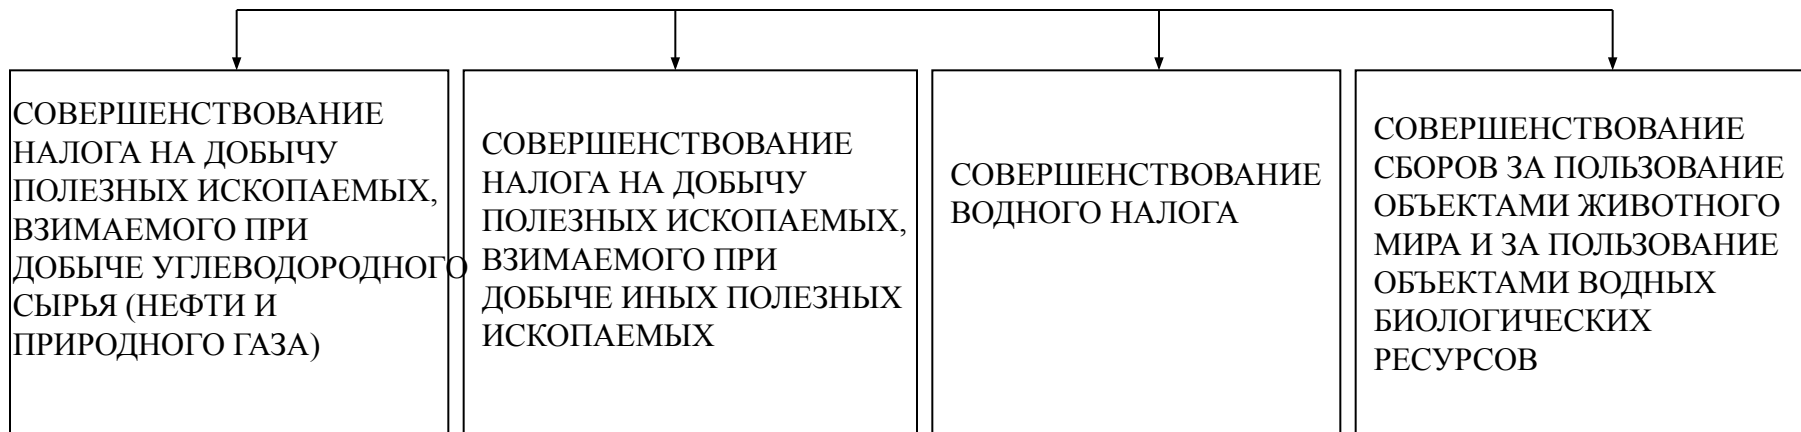 СОВЕРШЕНСТВОВАНИЕ
НАЛОГА НА ДОБЫЧУ
ПОЛЕЗНЫХ ИСКОПАЕМЫХ,
ВЗИМАЕМОГО ПРИ
ДОБЫЧЕ УГЛЕВОДОРОДНОГО
СЫРЬЯ (НЕФТИ И
ПРИРОДНОГО ГАЗА)
СОВЕРШЕНСТВОВАНИЕ
НАЛОГА НА ДОБЫЧУ
ПОЛЕЗНЫХ ИСКОПАЕМЫХ,
ВЗИМАЕМОГО ПРИ
ДОБЫЧЕ ИНЫХ ПОЛЕЗНЫХ
ИСКОПАЕМЫХ
СОВЕРШЕНСТВОВАНИЕ
ВОДНОГО НАЛОГА
СОВЕРШЕНСТВОВАНИЕ
СБОРОВ ЗА ПОЛЬЗОВАНИЕ
ОБЪЕКТАМИ ЖИВОТНОГО
МИРА И ЗА ПОЛЬЗОВАНИЕ
ОБЪЕКТАМИ ВОДНЫХ
БИОЛОГИЧЕСКИХ
РЕСУРСОВ